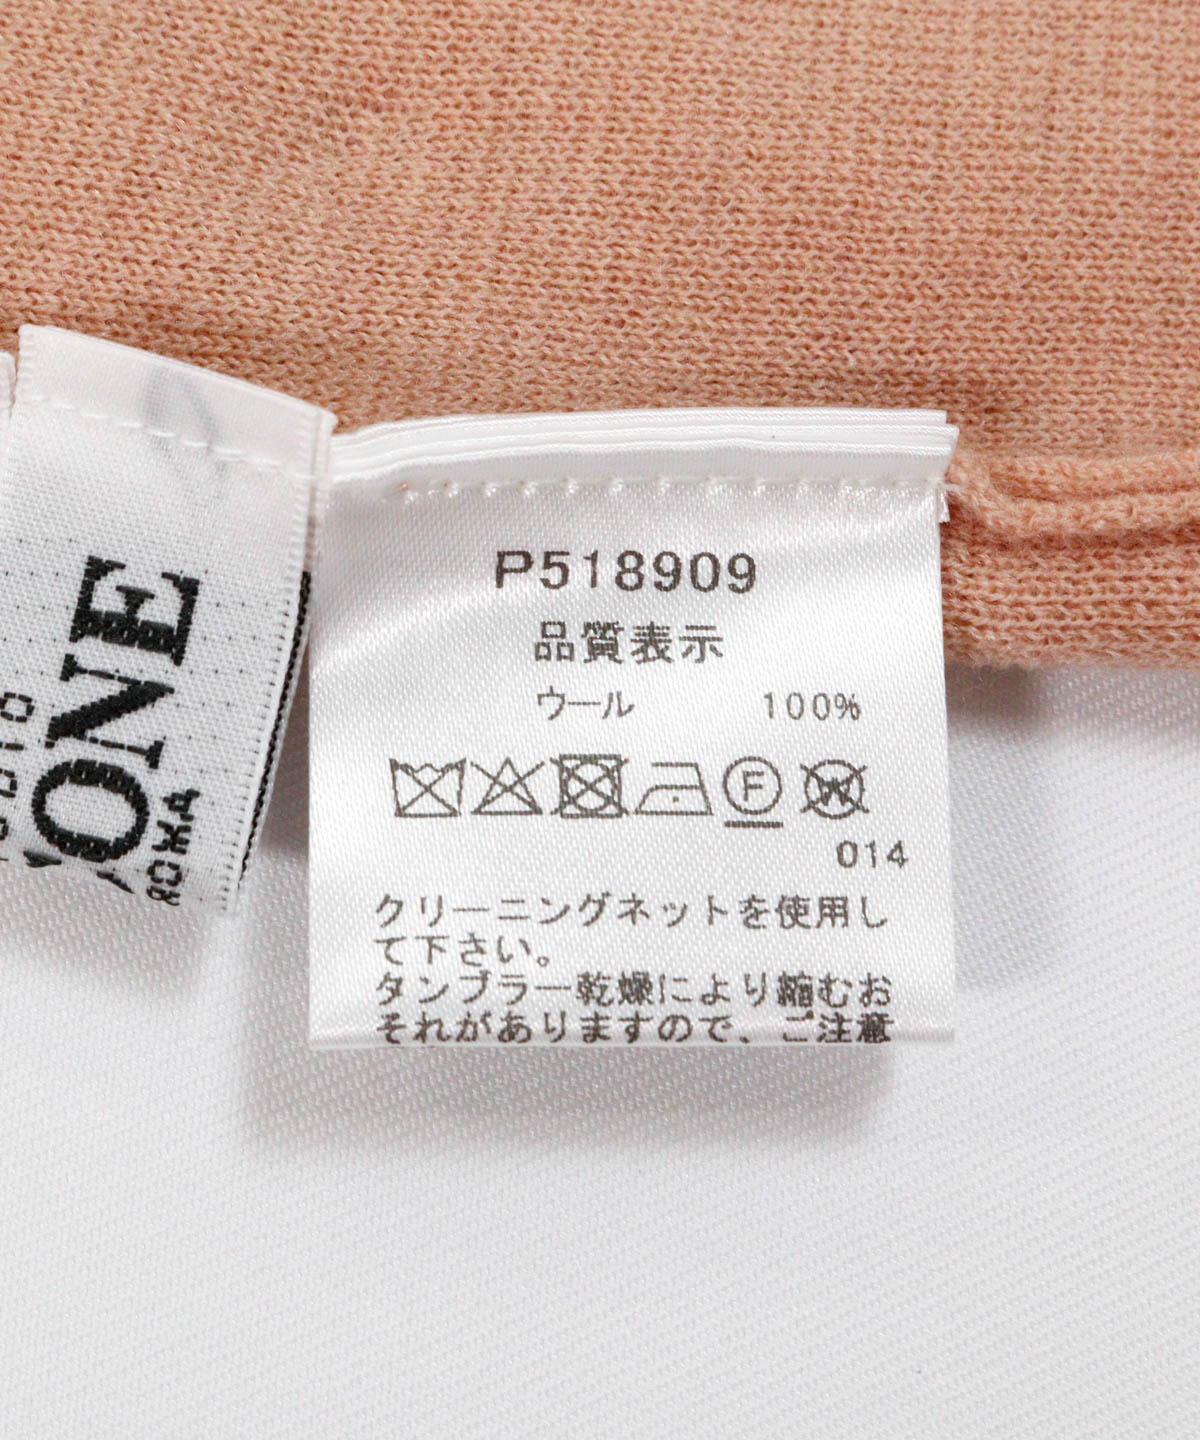 P518909
品質表示
ウール 100%
F
W
014
クリーニングネットを使用し
て下さい。
タンブラー乾燥により縮むお
それがありますので、ご注意